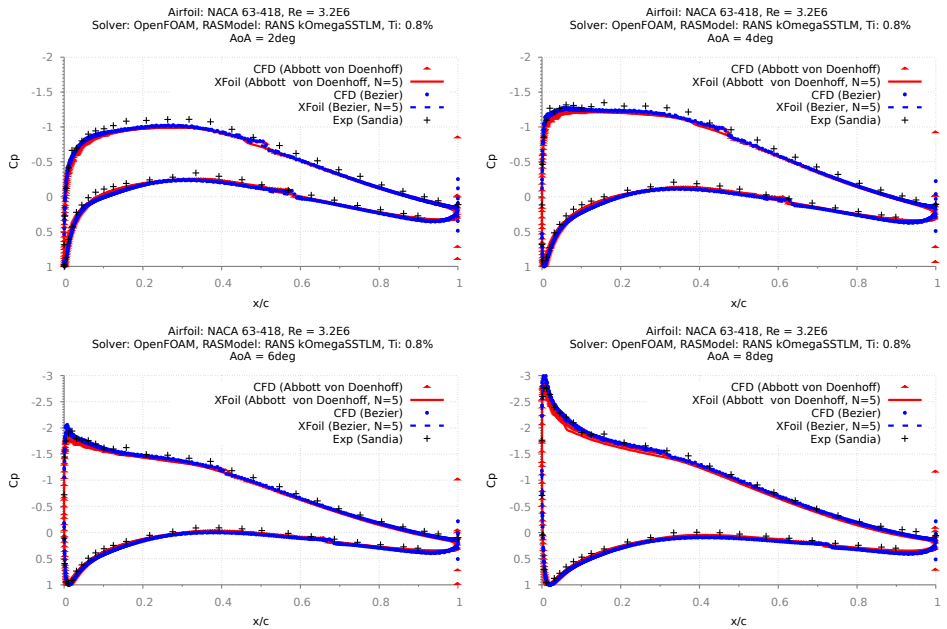 Airfoil: NACA 63-418, Re = 3.2E6
Solver: OpenFOAM, RASModel: RANS kOmegaSSTLM, Ti: 0.8%
AoA = 2deg
-2
-1.5
-1
-0.5
0
0.5
1
Cp
CFD (Abbott von Doenhoff)
XFoil (Abbott  von Doenhoff, N=5)
CFD (Bezier)
XFoil (Bezier, N=5)
Exp (Sandia)
0 0.2 0.4 0.6 0.8 1
x/c
Airfoil: NACA 63-418, Re = 3.2E6
Solver: OpenFOAM, RASModel: RANS kOmegaSSTLM, Ti: 0.8%
AoA = 4deg
-2
-1.5
-1
-0.5
0
0.5
1
Cp
CFD (Abbott von Doenhoff)
XFoil (Abbott  von Doenhoff, N=5)
CFD (Bezier)
XFoil (Bezier, N=5)
Exp (Sandia)
0 0.2 0.4 0.6 0.8 1
x/c
Airfoil: NACA 63-418, Re = 3.2E6
Solver: OpenFOAM, RASModel: RANS kOmegaSSTLM, Ti: 0.8%
AoA = 6deg
-3
-2.5
-2
-1.5
-1
-0.5
0
0.5
1
Cp
CFD (Abbott von Doenhoff)
XFoil (Abbott  von Doenhoff, N=5)
CFD (Bezier)
XFoil (Bezier, N=5)
Exp (Sandia)
0 0.2 0.4 0.6 0.8 1
x/c
Airfoil: NACA 63-418, Re = 3.2E6
Solver: OpenFOAM, RASModel: RANS kOmegaSSTLM, Ti: 0.8%
AoA = 8deg
-3
-2.5
-2
-1.5
-1
-0.5
0
0.5
1
Cp
CFD (Abbott von Doenhoff)
XFoil (Abbott  von Doenhoff, N=5)
CFD (Bezier)
XFoil (Bezier, N=5)
Exp (Sandia)
0 0.2 0.4 0.6 0.8 1
x/c